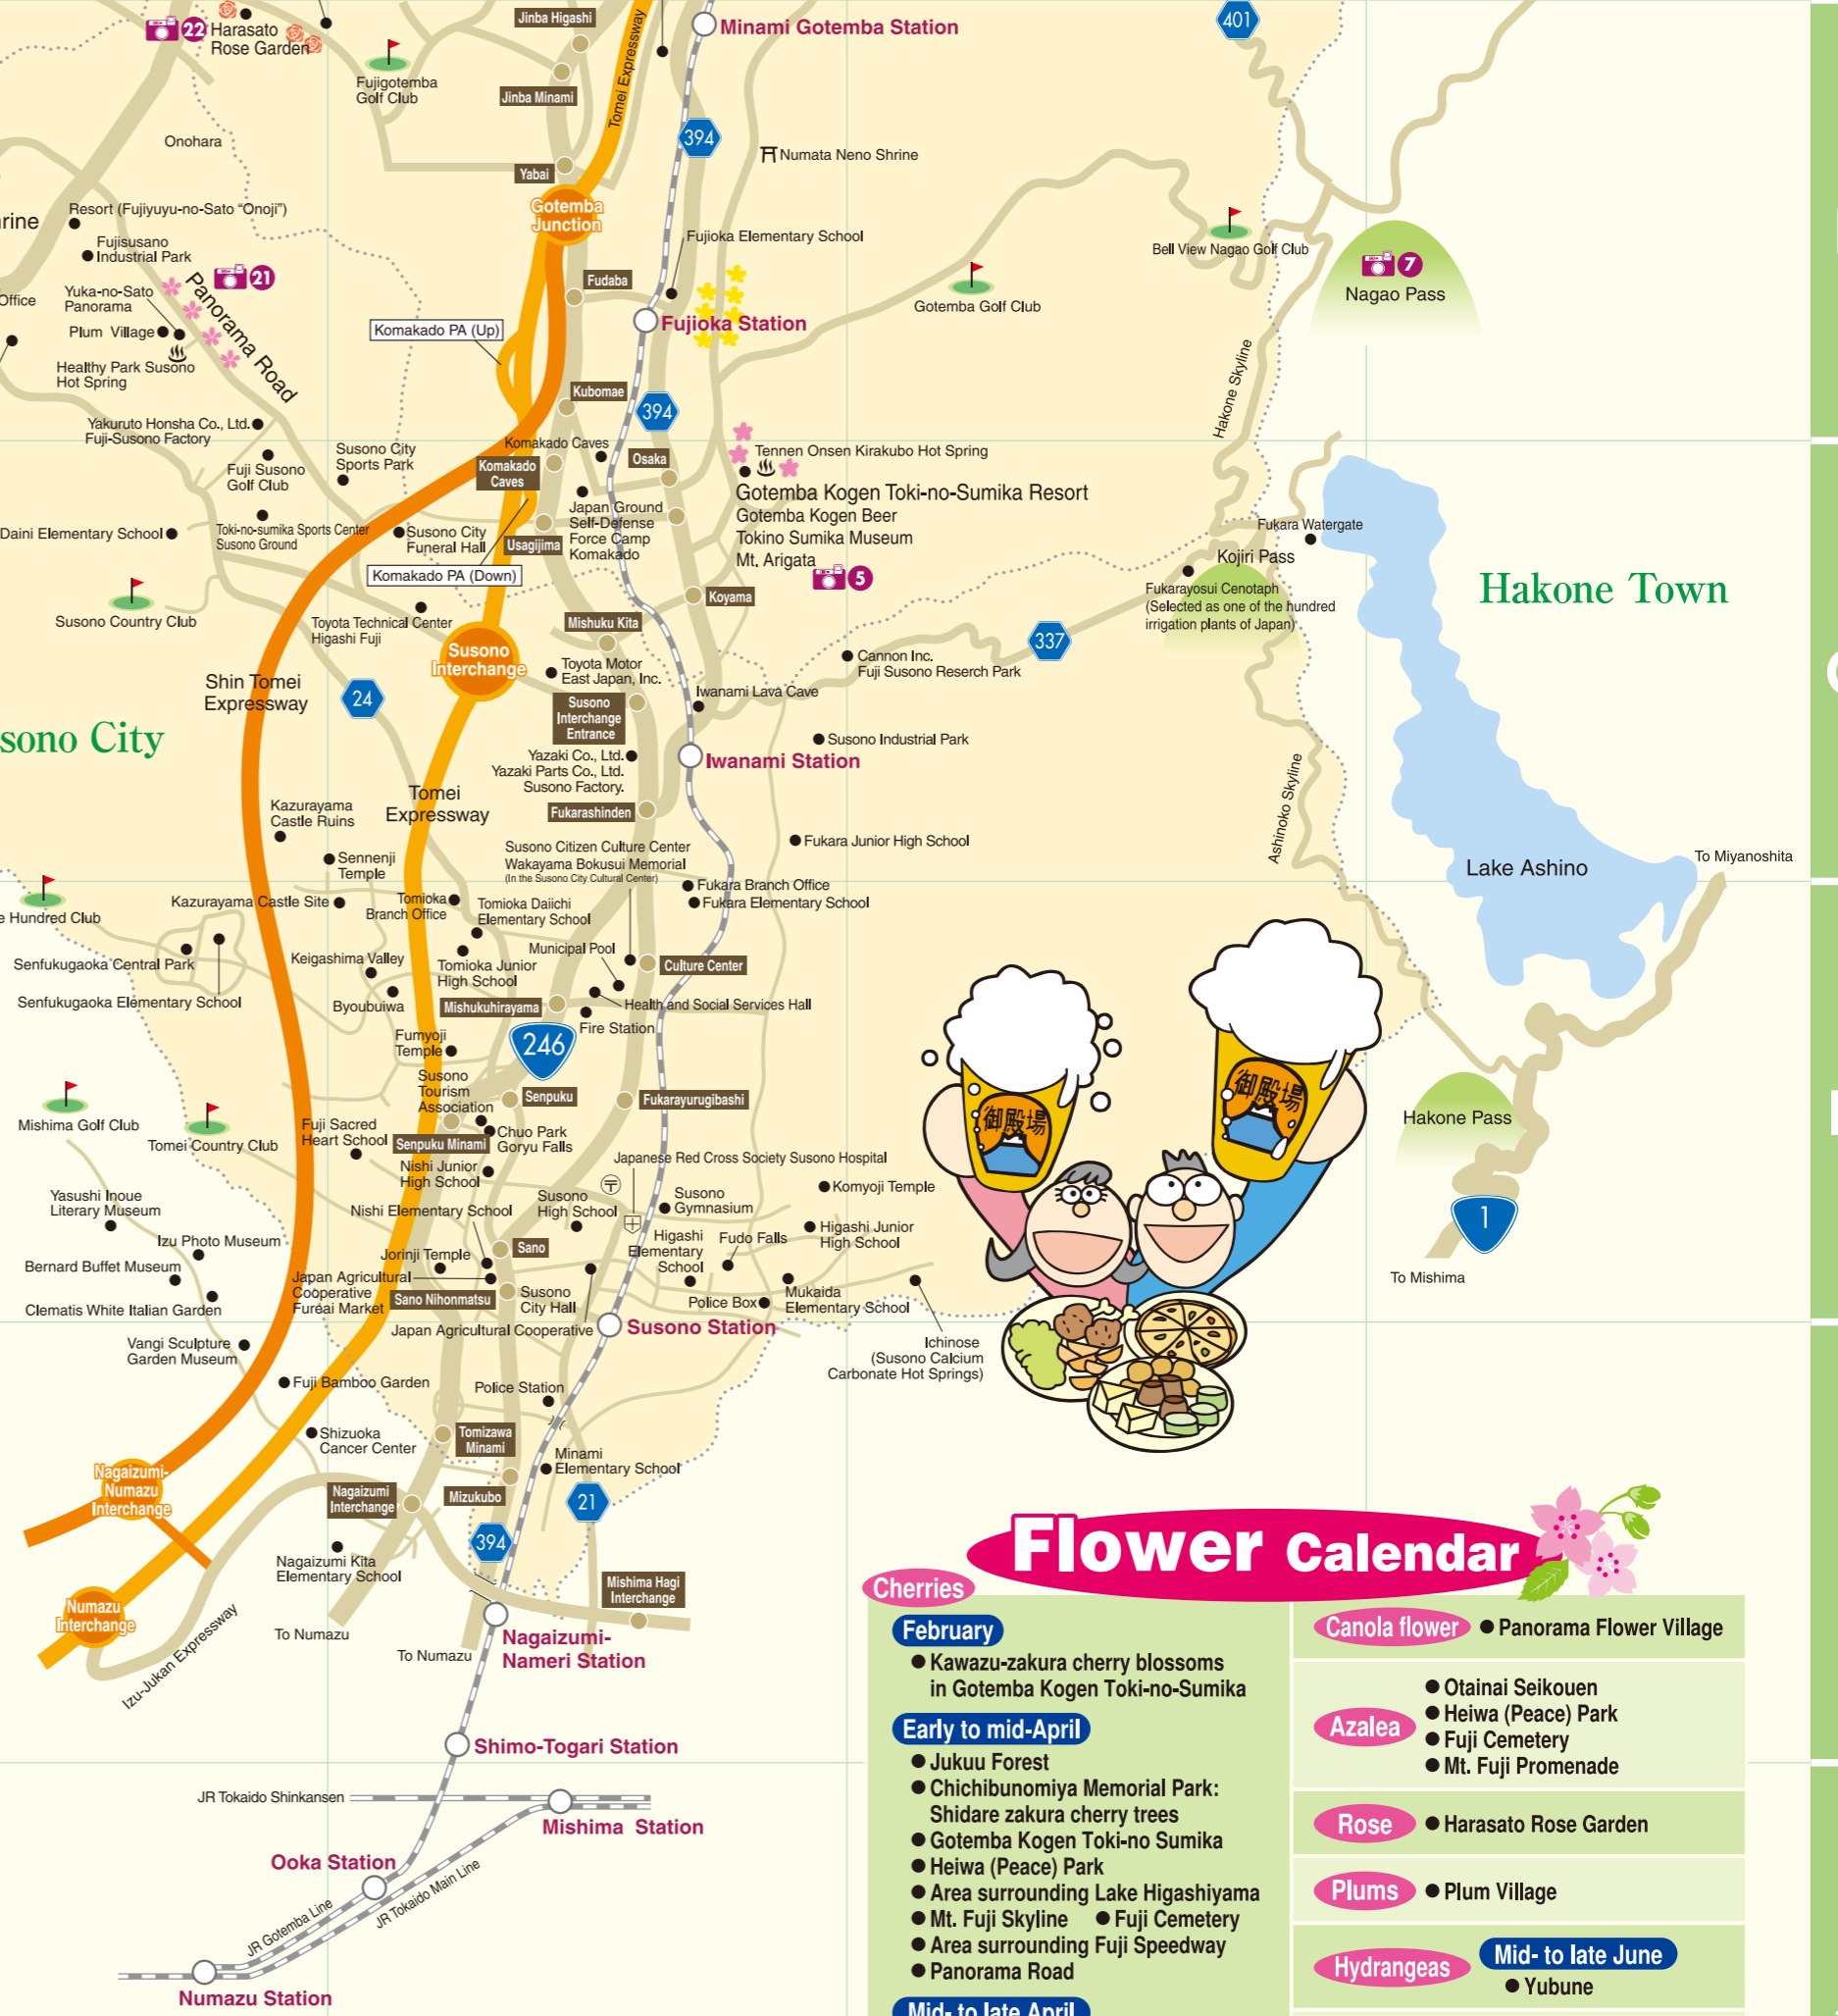 22
Harasato
Rose Garden
Fujigotemba
Golf Club
Jinba Higashi
Jinba Minami
Tomei Expressway
Minami Gotemba Station
401
394
Onohara
Yabai
Numata Neno Shrine
Gotemba
Junction
rine
Resort (Fujiyuyu-no-Sato "Onoji")
Fujisusano
Industrial Park
21
Office
Yuka-no-Sato
Panorama
Plum Village
Panorama Road
Healthy Park Susono
Hot Spring
Fudaba
Fujioka Elementary School
Komakado PA (Up)
Fujioka Station
Gotemba Golf Club
Bell View Nagao Golf Club
7
Nagao Pass
Hakone Skyline
Kubomae
394
Yakuruto Honsha Co., Ltd.
Fuji-Susono Factory
Fuji Susono
Golf Club
Susono City
Sports Park
Komakado Caves
Komakado
Caves
Osaka
Tennen Onsen Kirakubo Hot Spring
Gotemba Kogen Toki-no-Sumika Resort
Gotemba Kogen Beer
Tokino Sumika Museum
Mt. Arigata
5
Daini Elementary School
Toki-no-sumika Sports Center
Susono Ground
Susono City
Funeral Hall
Usagijima
Japan Ground
Self-Defense
Force Camp
Komakado
Komakado PA (Down)
Fukara Watergate
Kojiri Pass
Fukarayosui Cenotaph
(Selected as one of the hundred
irrigation plants of Japan)
Hakone Town
Susono Country Club
Toyota Technical Center
Higashi Fuji
Koyama
Mishuku Kita
337
Susono
Interchange
Toyota Motor
East Japan, Inc.
Cannon Inc.
Fuji Susono Reserch Park
Shin Tomei
Expressway
24
Susono
Interchange
Entrance
Iwanami Lava Cave
sono City
Yazaki Co., Ltd.
Yazaki Parts Co., Ltd.
Susono Factory.
Iwanami Station
Susono Industrial Park
Ashinoko Skyline
Tomei
Expressway
Kazurayama
Castle Ruins
Fukarashinden
Sennenji
Temple
Susono Citizen Culture Center
Wakayama Bokusui Memorial
(In the Susono City Cultural Center)
Fukara Junior High School
Lake Ashino
To Miyanoshita
e Hundred Club
Kazurayama Castle Site
Tomioka
Branch Office
Tomioka Daiichi
Elementary School
Fukara Branch Office
Fukara Elementary School
Senfukugaoka Central Park
Keigashima Valley
Tomioka Junior
High School
Municipal Pool
Culture Center
Senfukugaoka Elementary School
Byoubuiwa
Mishukuhirayama
Health and Social Services Hall
Fire Station
Fumyoji
Temple
246
Susono
Tourism
Association
Senpuku
Fukarayurugibashi
御殿場
御殿場
Hakone Pass
Mishima Golf Club
Tomei Country Club
Fuji Sacred
Heart School
Senpuku Minami
Chuo Park
Goryu Falls
Nishi Junior
High School
Japanese Red Cross Society Susono Hospital
Komyoji Temple
Yasushi Inoue
Literary Museum
Nishi Elementary School
Susono
High School
Susono
Gymnasium
Higashi Junior
High School
1
To Mishima
Izu Photo Museum
Jorinji Temple
Sano
Higashi
Elementary
School
Fudo Falls
Bernard Buffet Museum
Japan Agricultural
Cooperative
Fureai Market
Sano Nihonmatsu
Susono
City Hall
Police Box
Mukaida
Elementary School
Clematis White Italian Garden
Japan Agricultural Cooperative
Susono Station
Vangi Sculpture
Garden Museum
Ichinose
(Susono Calcium
Carbonate Hot Springs)
Fuji Bamboo Garden
Police Station
Shizuoka
Cancer Center
Tomizawa
Minami
Minami
Elementary School
Nagaizumi-
Numazu
Interchange
Nagaizumi
Interchange
Mizukubo
21
394
Nagaizumi Kita
Elementary School
Mishima Hagi
Interchange
Numazu
Interchange
Izu-Jukan Expressway
To Numazu
To Numazu
Nagaizumi-
Nameri Station
Shimo-Togari Station
JR Tokaido Shinkansen
Mishima Station
Ooka Station
JR Gotemba Line
JR Tokaido Main Line
Numazu Station
Flower Calendar
Cherries
February
Kawazu-zakura cherry blossoms
in Gotemba Kogen Toki-no-Sumika
Early to mid-April
Jukuu Forest
Chichibunomiya Memorial Park:
Shidare zakura cherry trees
Gotemba Kogen Toki-no Sumika
Heiwa (Peace) Park
Area surrounding Lake Higashiyama
Mt. Fuji Skyline
Fuji Cemetery
Area surrounding Fuji Speedway
Panorama Road
Mid- to late April
Canola flower
Panorama Flower Village
Azalea
Otainai Seikouen
Heiwa (Peace) Park
Fuji Cemetery
Mt. Fuji Promenade
Rose
Harasato Rose Garden
Plums
Plum Village
Hydrangeas
Mid- to late June
Yubune